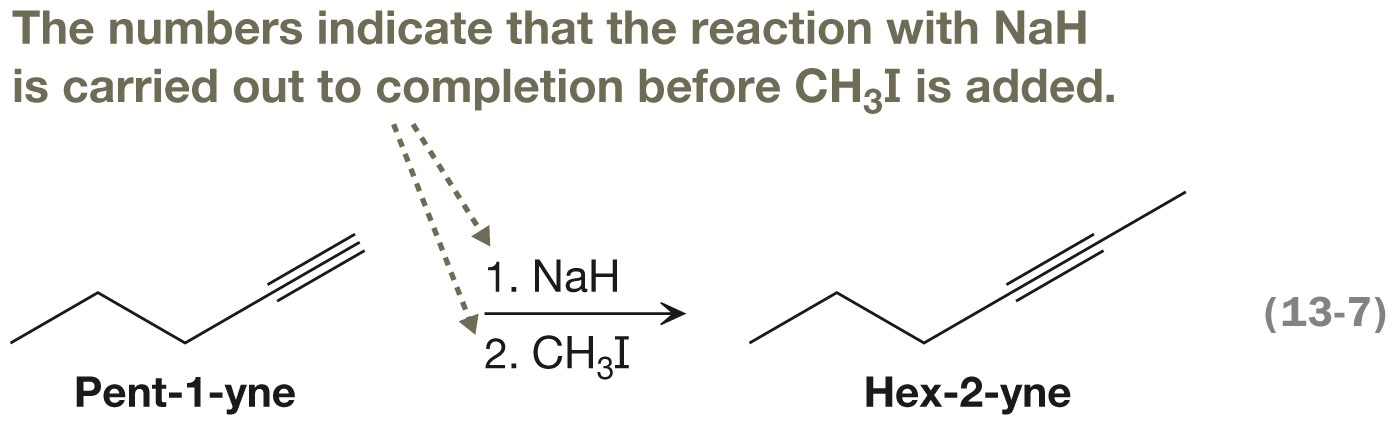 The numbers indicate that the reaction with NaH
is carried out to completion before CH₃I is added.
1. NaH
2. CH₃I
(13-7)
Pent-1-yne
Hex-2-yne